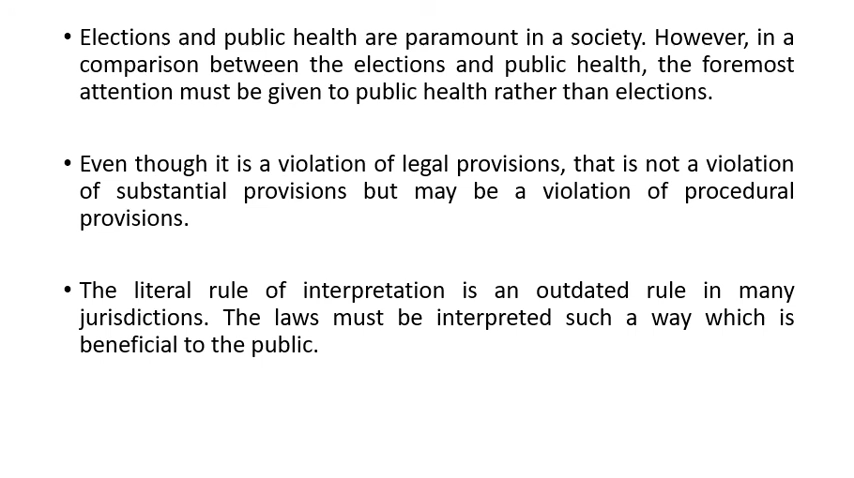 • Elections and public health are paramount in a society. However, in a
comparison between the elections and public health, the foremost
attention must be given to public health rather than elections.
• Even though it is a violation of legal provisions, that is not a violation
of substantial provisions but may be a violation of procedural
provisions.
• The literal rule of interpretation is an outdated rule in many
jurisdictions. The laws must be interpreted such a way which is
beneficial to the public.